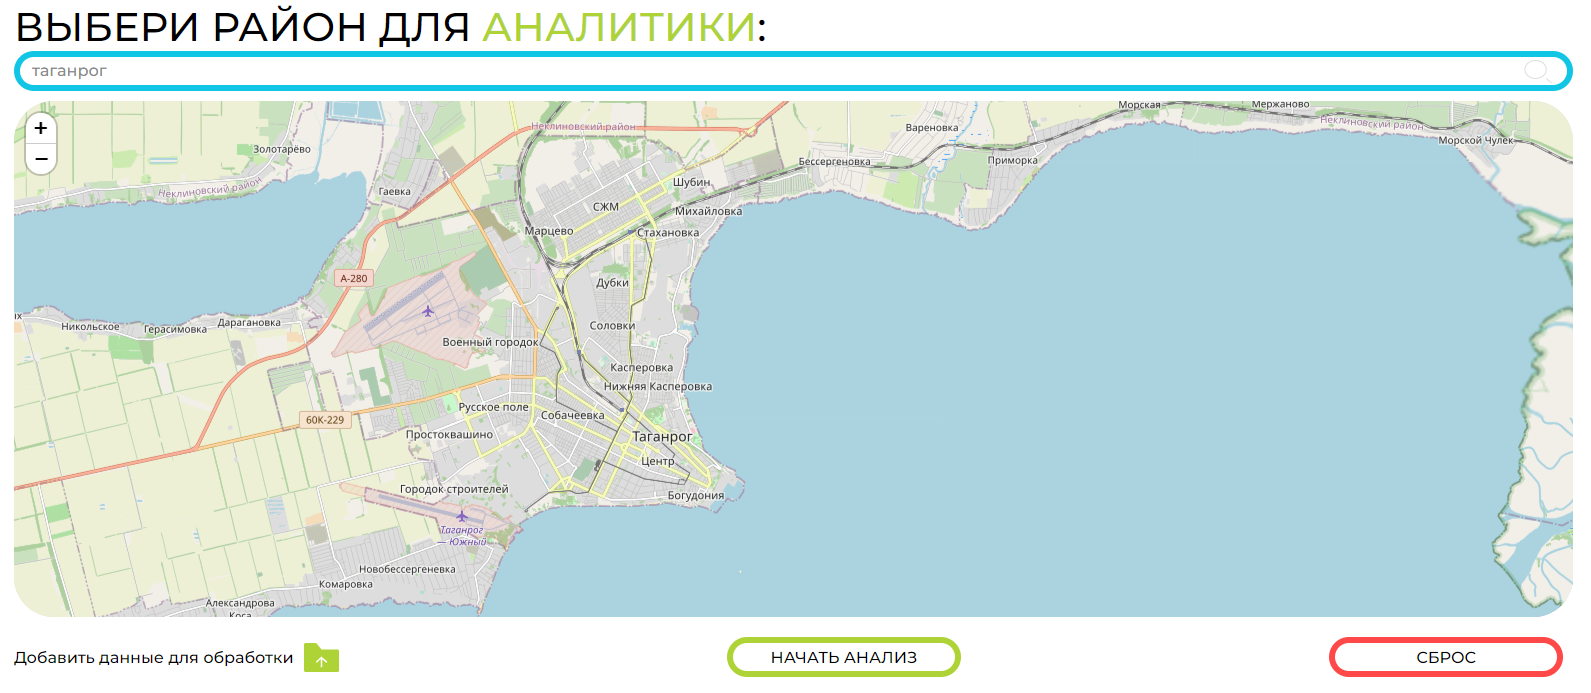 ВЫБЕРИ РАЙОН ДЛЯ АНАЛИТИКИ:
таганрог
+
−
Морская
Мержаново
Неклиновский район
Неклиновский район
Вареновка
Морской Чулек
Золотарёво
Бессергеновка
Приморка
Неклиновский район
Гаевка
Шубин
СЖМ
Михайловка
Марцево
Стахановка
А-280
Дубки
их
Никольское
Герасимовка
Дарагановка
Соловки
Военный городок
Касперовка
Нижняя Касперовка
60К-229
Русское поле
Собачеевка
Простоквашино
Таганрог
Центр
Городок строителей
Богудония
Таганрог
— Южный
Новобессергеневка
Комаровка
Александрова
Коса
Добавить данные для обработки
НАЧАТЬ АНАЛИЗ
СБРОС